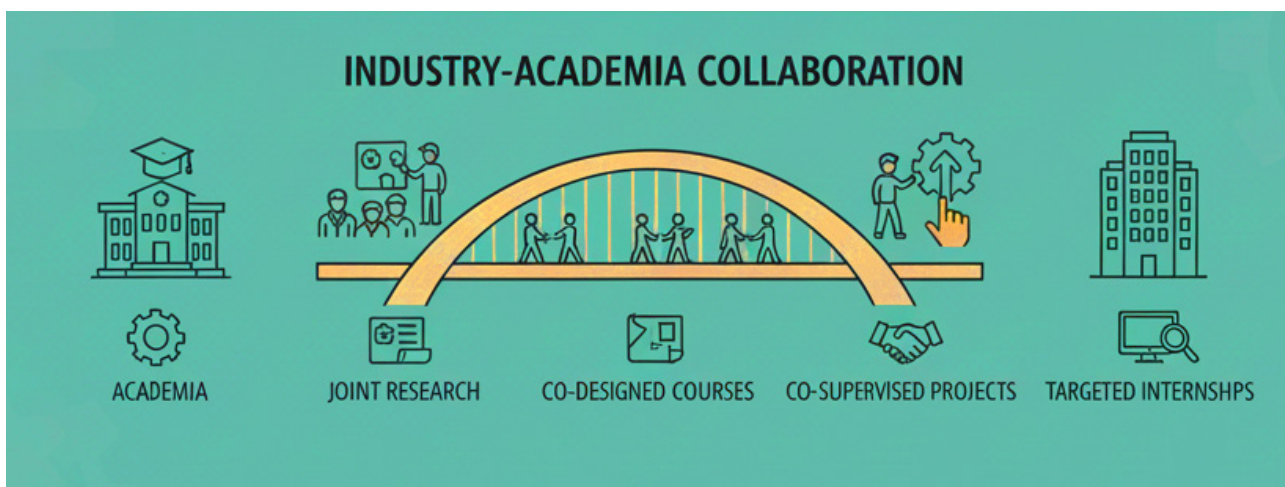 INDUSTRY-ACADEMIA COLLABORATION
ACADEMIA
JOINT RESEARCH
CO-DESIGNED COURSES
CO-SUPERVISED PROJECTS
TARGETED INTERNSHPS